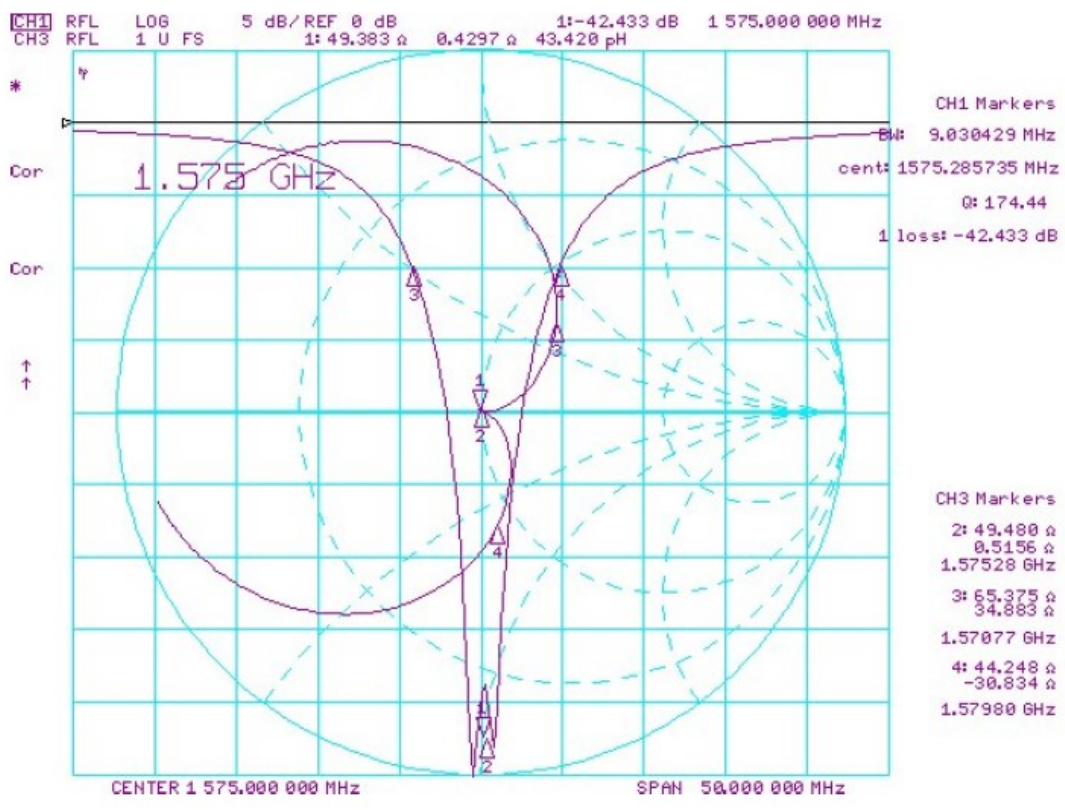 CH1 RFL LOG 5 dB/REF 0 dB 1:-42.433 dB 1 575.000 000 MHz
CH3 RFL 1 U FS 1: 49.383 Ω 0.4297 Ω 43.420 pH
*
CH1 Markers
BW: 9.030429 MHz
Cor
1.575 GHz
cent: 1575.285735 MHz
Q: 174.44
1 loss: -42.433 dB
Cor
3
4
3
↑
↑
1
2
CH3 Markers
2: 49.480 Ω
0.5156 Ω
1.57528 GHz
4
3: 65.375 Ω
34.883 Ω
1.57077 GHz
4: 44.248 Ω
-30.834 Ω
1.57980 GHz
1
2
CENTER 1 575.000 000 MHz SPAN 50.000 000 MHz